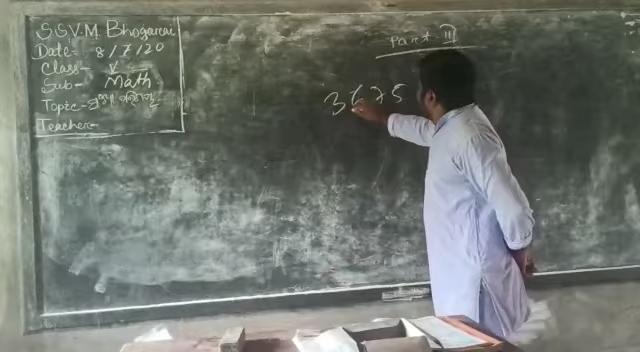 S.S.V.M. Bhogarai
Date:- 8/7/20
Class:- V
Sub:- Math
Topic:-
Teacher:-
Part - III
3675